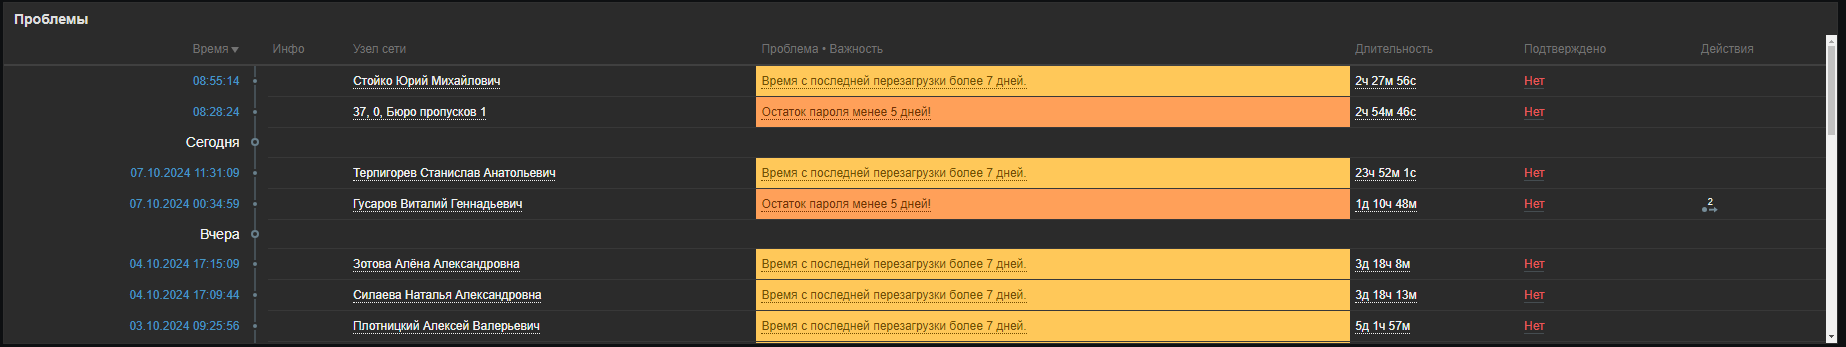 Проблемы
Время▼ Инфо Узел сети Проблема • Важность Длительность Подтверждено Действия
08:55:14 Стойко Юрий Михайлович Время с последней перезагрузки более 7 дней. 2ч 27м 56с Нет
08:28:24 37, 0, Бюро пропусков 1 Остаток пароля менее 5 дней! 2ч 54м 46с Нет
Сегодня
07.10.2024 11:31:09 Терпигорев Станислав Анатольевич Время с последней перезагрузки более 7 дней. 23ч 52м 1с Нет
07.10.2024 00:34:59 Гусаров Виталий Геннадьевич Остаток пароля менее 5 дней! 1д 10ч 48м Нет 2
Вчера
04.10.2024 17:15:09 Зотова Алёна Александровна Время с последней перезагрузки более 7 дней. 3д 18ч 8м Нет
04.10.2024 17:09:44 Силаева Наталья Александровна Время с последней перезагрузки более 7 дней. 3д 18ч 13м Нет
03.10.2024 09:25:56 Плотницкий Алексей Валерьевич Время с последней перезагрузки более 7 дней. 5д 1ч 57м Нет